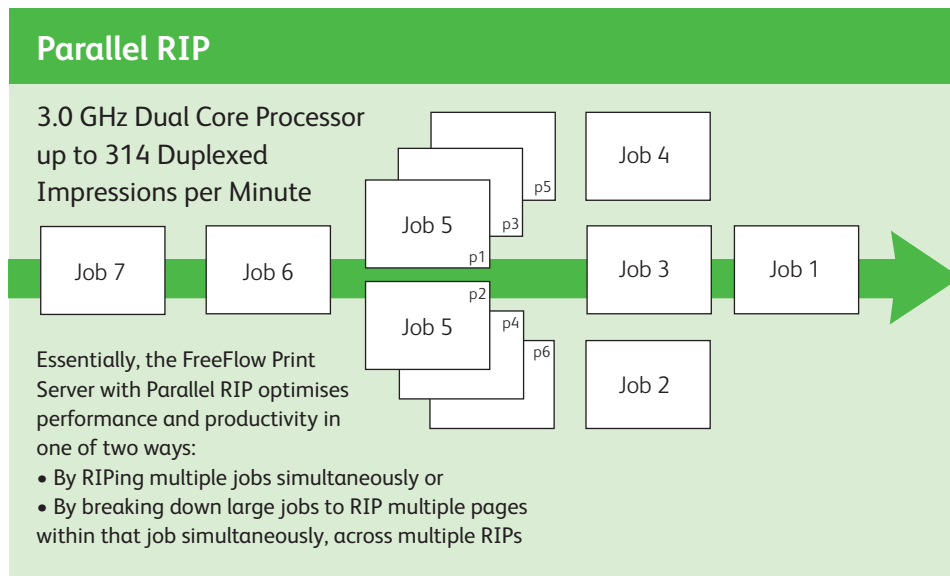 Parallel RIP
3.0 GHz Dual Core Processor
up to 314 Duplexed
Impressions per Minute
Job 7
Job 6
Job 5
p1
p3
p5
Job 5
p2
p4
p6
Job 4
Job 3
Job 2
Job 1
Essentially, the FreeFlow Print
Server with Parallel RIP optimises
performance and productivity in
one of two ways:
• By RIPing multiple jobs simultaneously or
• By breaking down large jobs to RIP multiple pages
within that job simultaneously, across multiple RIPs